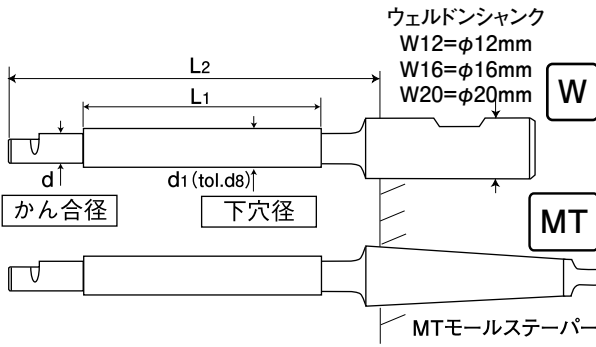 ウェルドンシャンク
W12=φ12mm
W16=φ16mm
W20=φ20mm
W
L2
L1
d
d1(tol.d8)
かん合径
下穴径
MT
MTモールステーパー